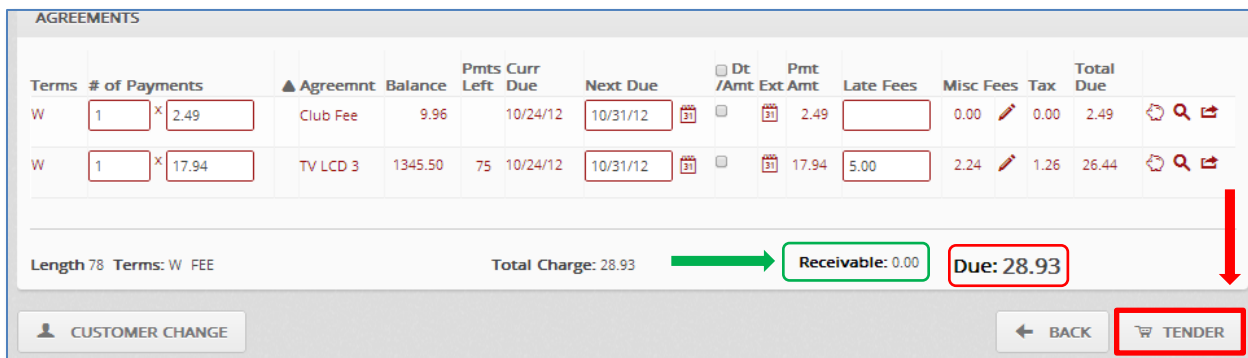 AGREEMENTS
Pmts Curr Dt Pmt Total
Terms # of Payments Agreemnt Balance Left Due Next Due /Amt Ext Amt Late Fees Misc Fees Tax Due
W 1 x 2.49 Club Fee 9.96 10/24/12 10/31/12 31 31 2.49 0.00 0.00 2.49
W 1 x 17.94 TV LCD 3 1345.50 75 10/24/12 10/31/12 31 31 17.94 5.00 2.24 1.26 26.44
Length 78 Terms: W FEE Total Charge: 28.93 Receivable: 0.00 Due: 28.93
CUSTOMER CHANGE BACK TENDER